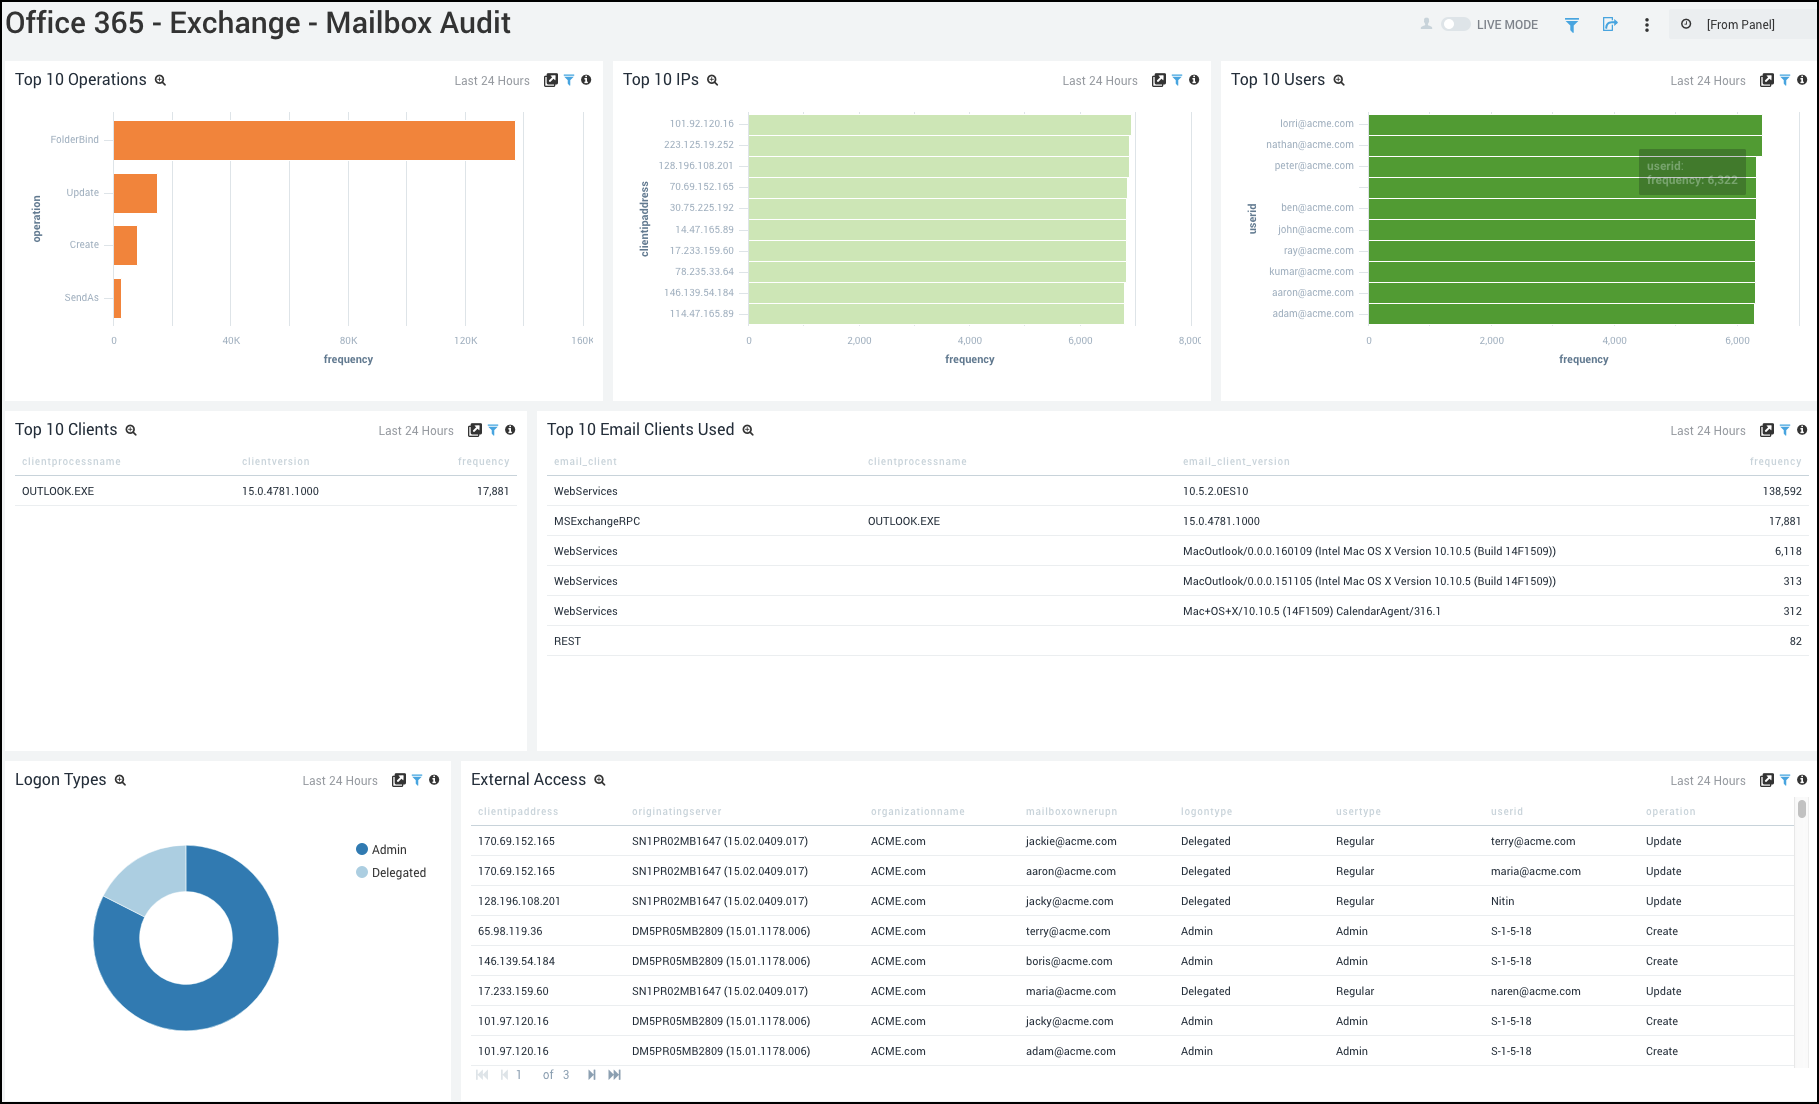 Office 365 - Exchange - Mailbox Audit
LIVE MODE
[From Panel]
Top 10 Operations
Last 24 Hours
operation
FolderBind
Update
Create
SendAs
0 40K 80K 120K 160K
frequency
Top 10 IPs
Last 24 Hours
clientipaddress
101.92.120.16
223.125.19.252
128.196.108.201
70.69.152.165
30.75.225.192
14.47.165.89
17.233.159.60
78.235.33.64
146.139.54.184
114.47.165.89
0 2,000 4,000 6,000 8,000
frequency
Top 10 Users
Last 24 Hours
userid
lorri@acme.com
nathan@acme.com
peter@acme.com
ben@acme.com
john@acme.com
ray@acme.com
kumar@acme.com
aaron@acme.com
adam@acme.com
userid:
frequency: 6,322
0 2,000 4,000 6,000
frequency
Top 10 Clients
Last 24 Hours
clientprocessname clientversion frequency
OUTLOOK.EXE 15.0.4781.1000 17,881
Top 10 Email Clients Used
Last 24 Hours
email_client clientprocessname email_client_version frequency
WebServices 10.5.2.0ES10 138,592
MSExchangeRPC OUTLOOK.EXE 15.0.4781.1000 17,881
WebServices MacOutlook/0.0.0.160109 (Intel Mac OS X Version 10.10.5 (Build 14F1509)) 6,118
WebServices MacOutlook/0.0.0.151105 (Intel Mac OS X Version 10.10.5 (Build 14F1509)) 313
WebServices Mac+OS+X/10.10.5 (14F1509) CalendarAgent/316.1 312
REST 82
Logon Types
Last 24 Hours
Admin
Delegated
External Access
Last 24 Hours
clientipaddress originatingserver organizationname mailboxownerupn logontype usertype userid operation
170.69.152.165 SN1PR02MB1647 (15.02.0409.017) ACME.com jackie@acme.com Delegated Regular terry@acme.com Update
170.69.152.165 SN1PR02MB1647 (15.02.0409.017) ACME.com aaron@acme.com Delegated Regular maria@acme.com Update
128.196.108.201 SN1PR02MB1647 (15.02.0409.017) ACME.com jacky@acme.com Delegated Regular Nitin Update
65.98.119.36 DM5PR05MB2809 (15.01.1178.006) ACME.com terry@acme.com Admin Admin S-1-5-18 Create
146.139.54.184 DM5PR05MB2809 (15.01.1178.006) ACME.com boris@acme.com Admin Admin S-1-5-18 Create
17.233.159.60 SN1PR02MB1647 (15.02.0409.017) ACME.com maria@acme.com Delegated Regular naren@acme.com Update
101.97.120.16 DM5PR05MB2809 (15.01.1178.006) ACME.com jacky@acme.com Admin Admin S-1-5-18 Create
101.97.120.16 DM5PR05MB2809 (15.01.1178.006) ACME.com adam@acme.com Admin Admin S-1-5-18 Create
1 of 3